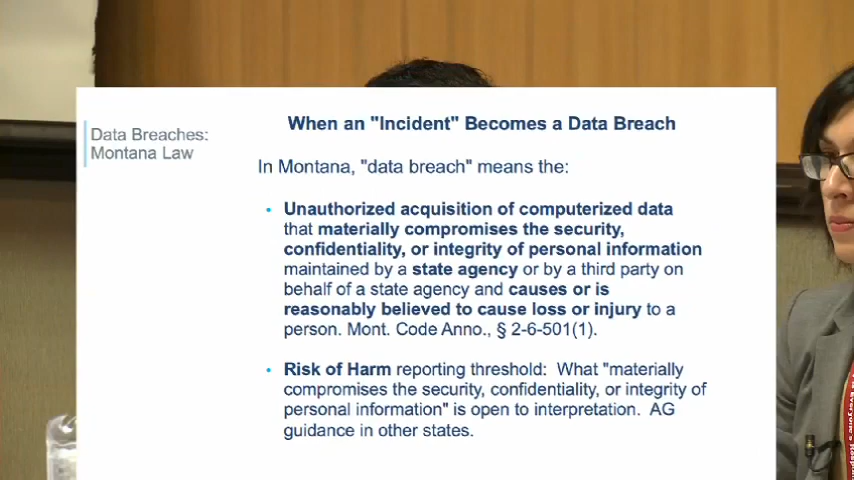 Data Breaches:
Montana Law
When an "Incident" Becomes a Data Breach
In Montana, "data breach" means the:
• Unauthorized acquisition of computerized data
that materially compromises the security,
confidentiality, or integrity of personal information
maintained by a state agency or by a third party on
behalf of a state agency and causes or is
reasonably believed to cause loss or injury to a
person. Mont. Code Anno., § 2-6-501(1).
• Risk of Harm reporting threshold: What "materially
compromises the security, confidentiality, or integrity of
personal information" is open to interpretation. AG
guidance in other states.